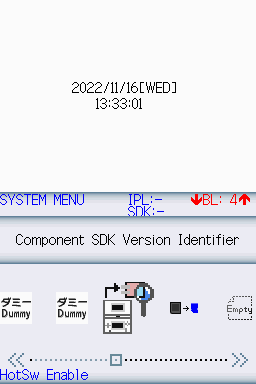 2022/11/16[WED]
13:33:01
SYSTEM MENU IPL:- BL: 4
SDK:-
Component SDK Version Identifier
ダミー ダミー
Dummy Dummy Empty
HotSw Enable